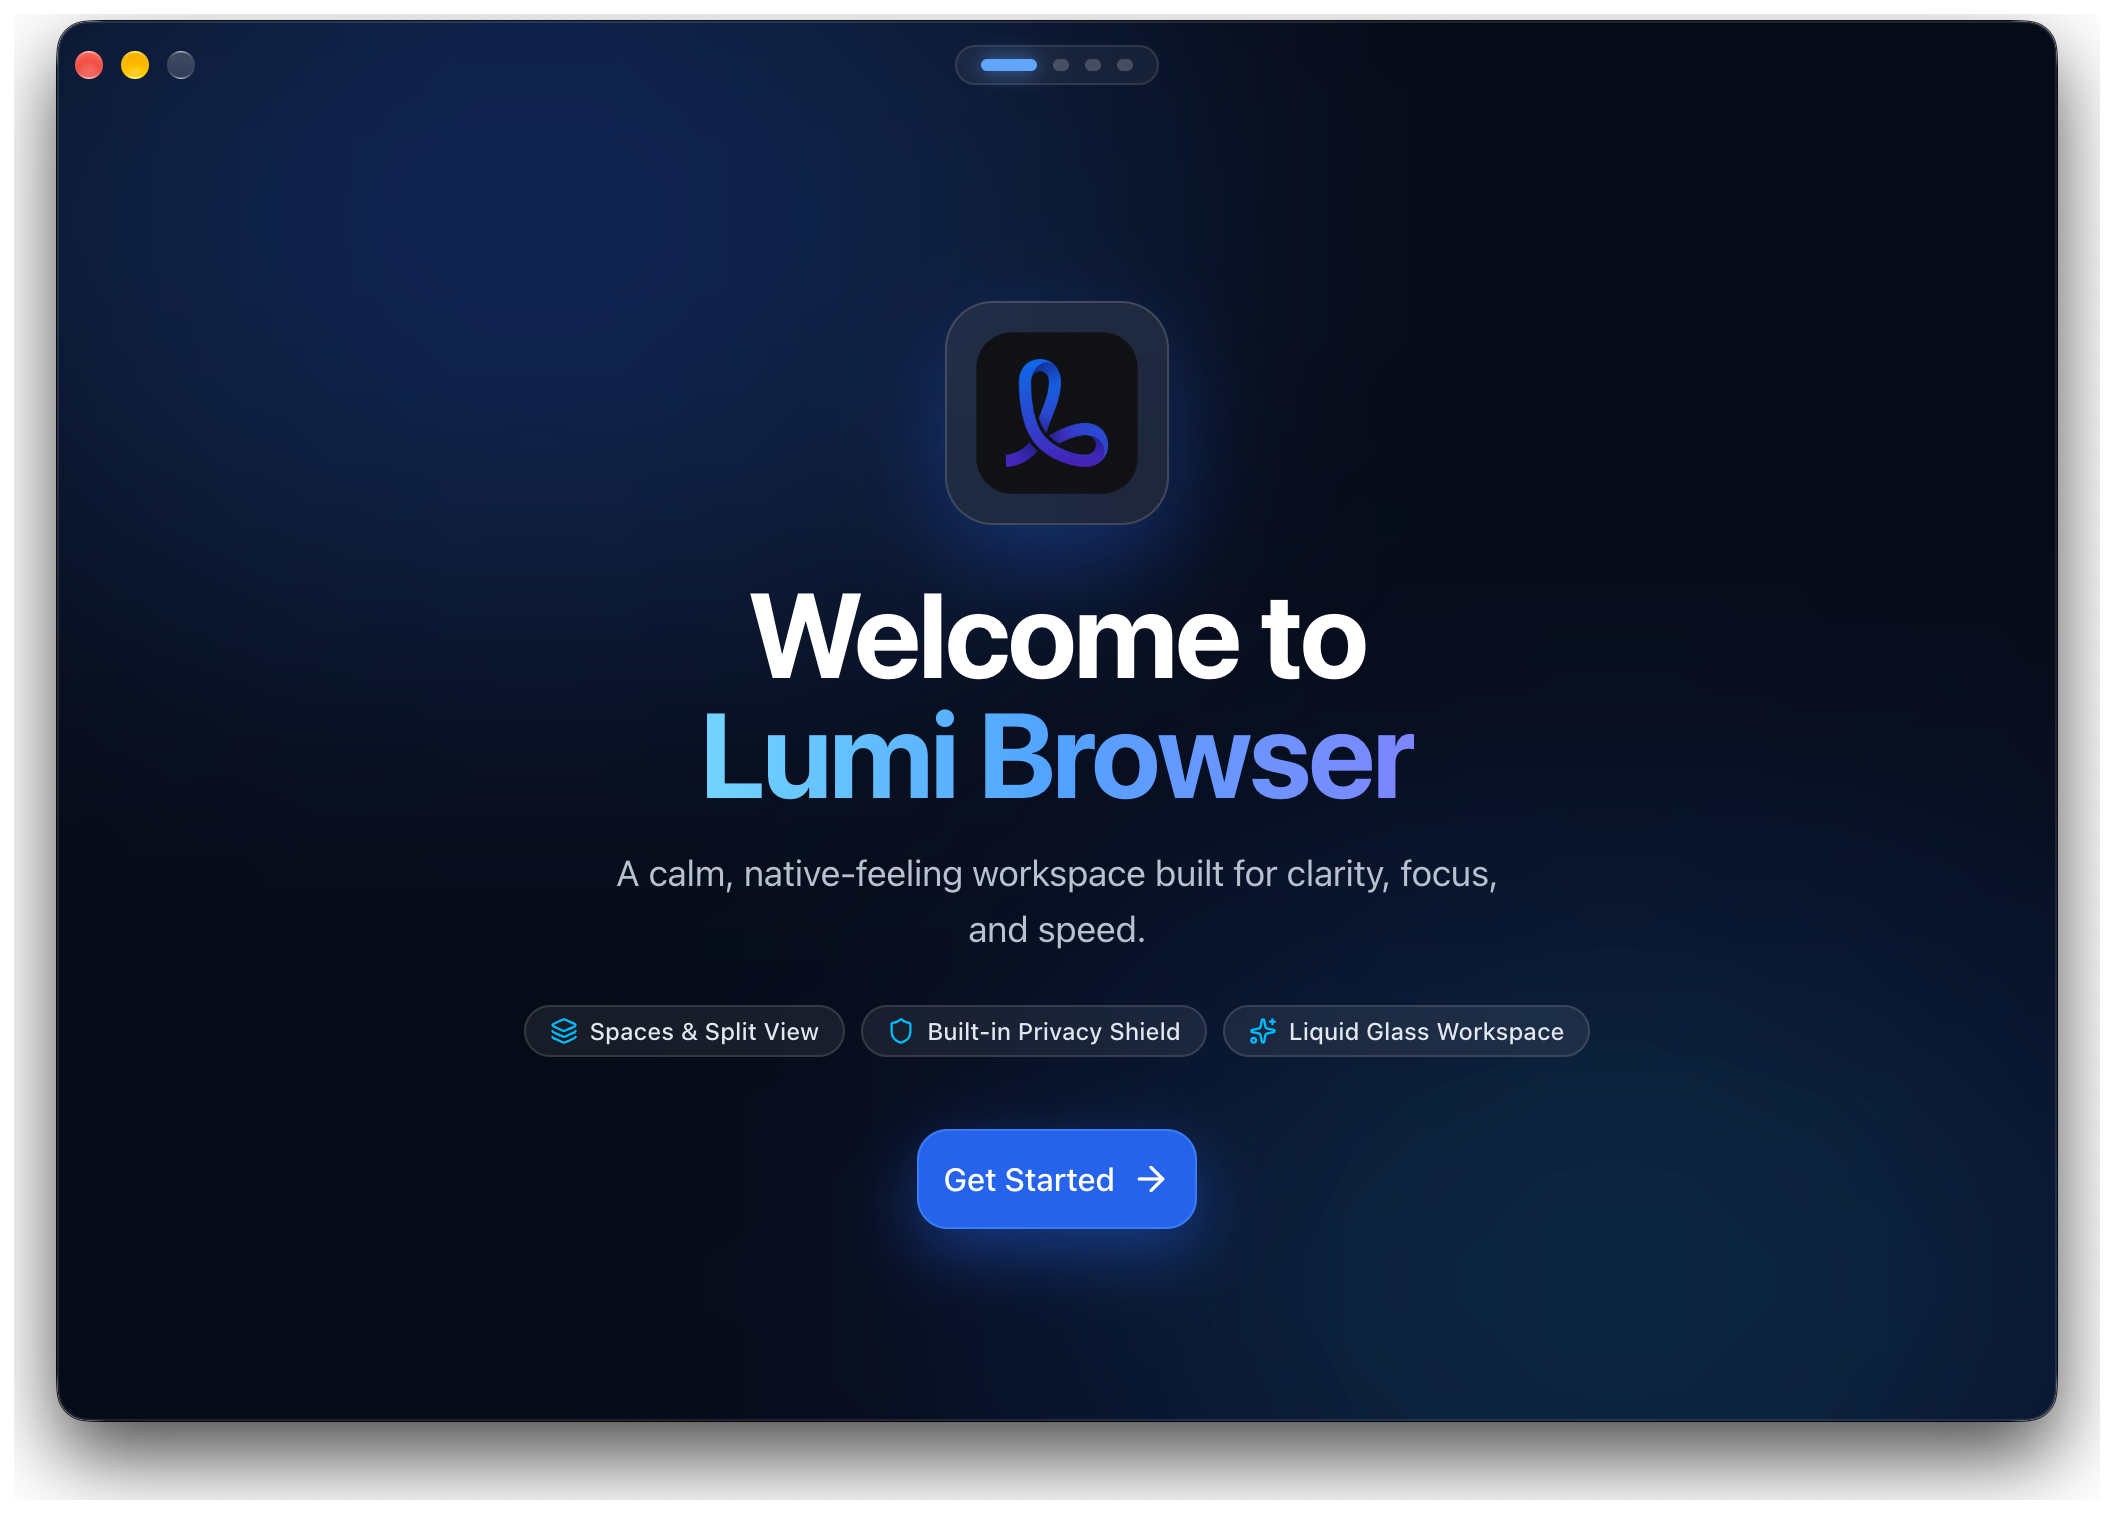 Welcome to
Lumi Browser
A calm, native-feeling workspace built for clarity, focus,
and speed.
Spaces & Split View
Built-in Privacy Shield
Liquid Glass Workspace
Get Started